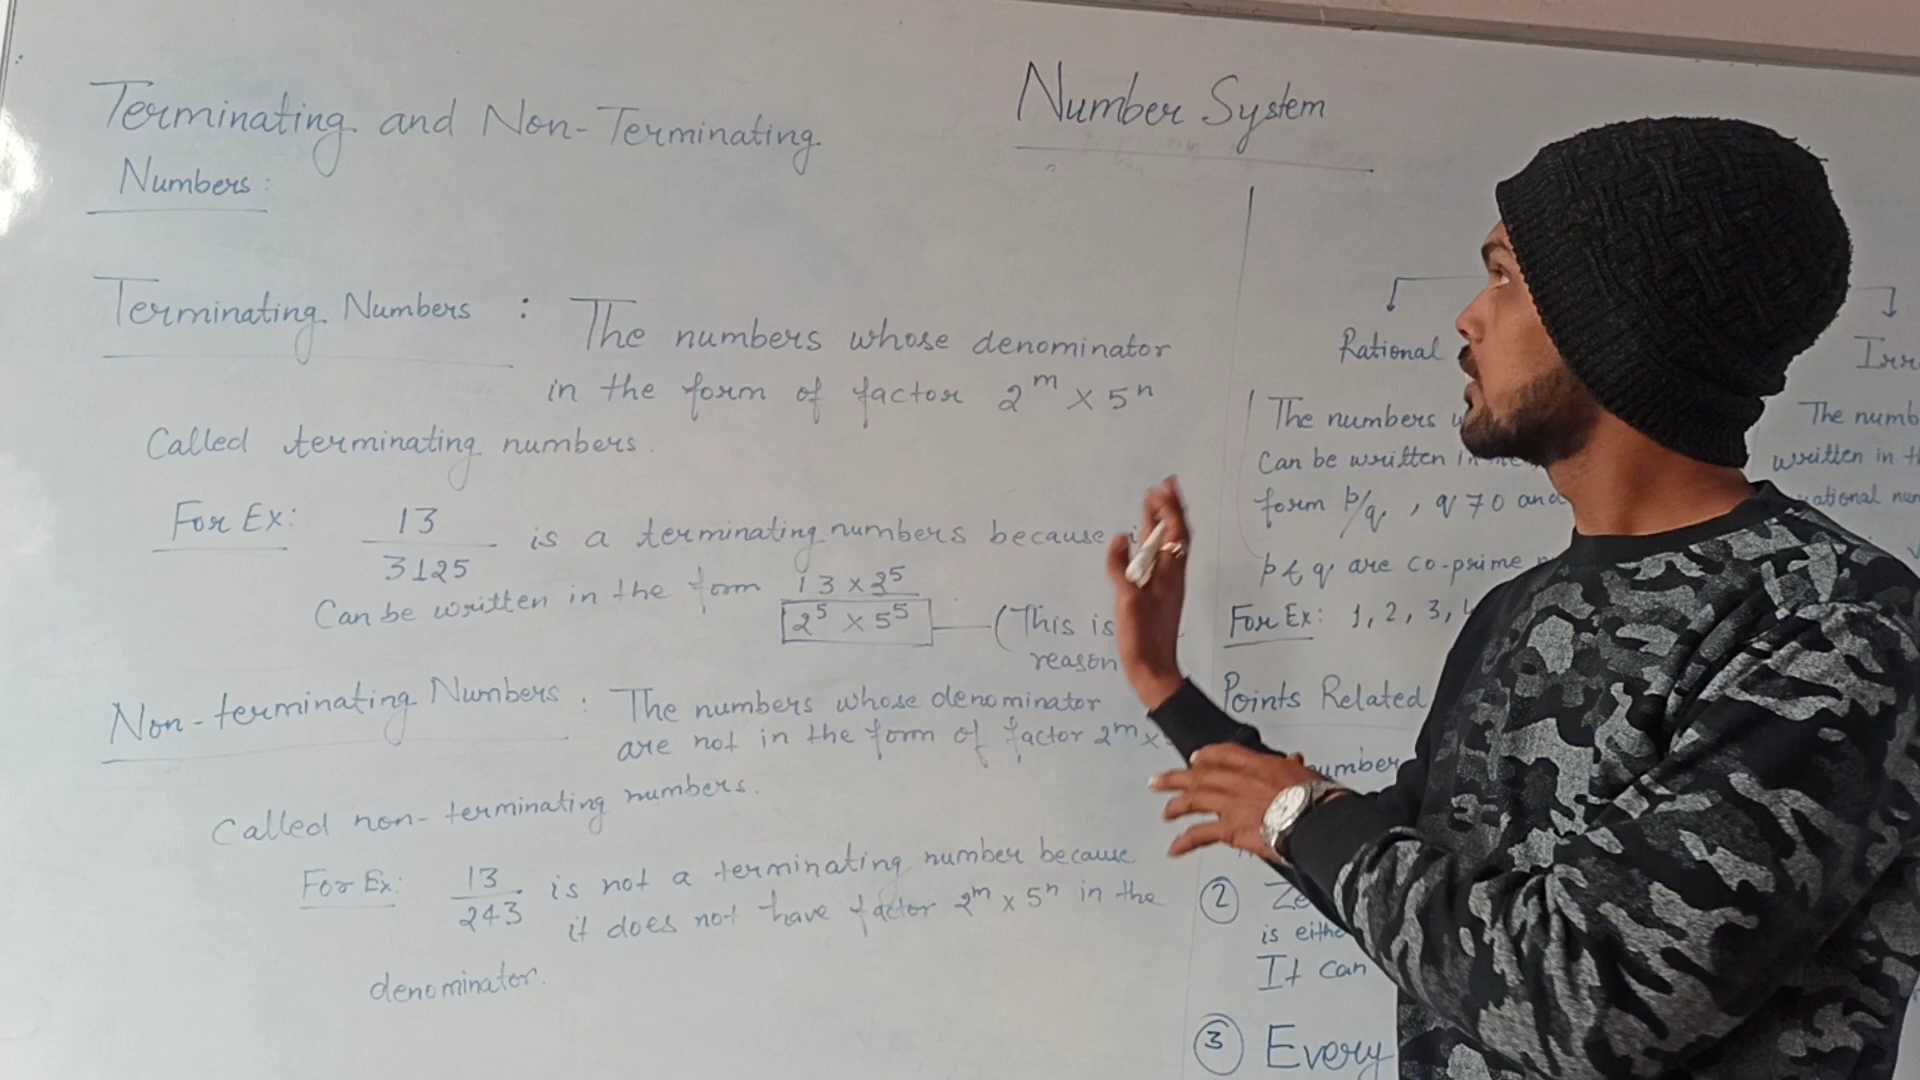 Number System
Terminating and Non-Terminating
Numbers:
Terminating Numbers : The numbers whose denominator
in the form of factor 2^m × 5^n
Called terminating numbers.
For Ex: 13/3125 is a terminating numbers because
Can be written in the form 13 × 2^5 / 2^5 × 5^5 (This is
reason
Non-terminating Numbers : The numbers whose denominator
are not in the form of factor 2^m ×
Called non-terminating numbers.
For Ex: 13/243 is not a terminating number because
it does not have factor 2^m × 5^n in the
denominator.
Rational
The numbers
Can be written in
form p/q, q ≠ 0 and
p & q are co-prime
For Ex: 1, 2, 3,
Points Related
number
2
is
It can
3 Every
The
written in